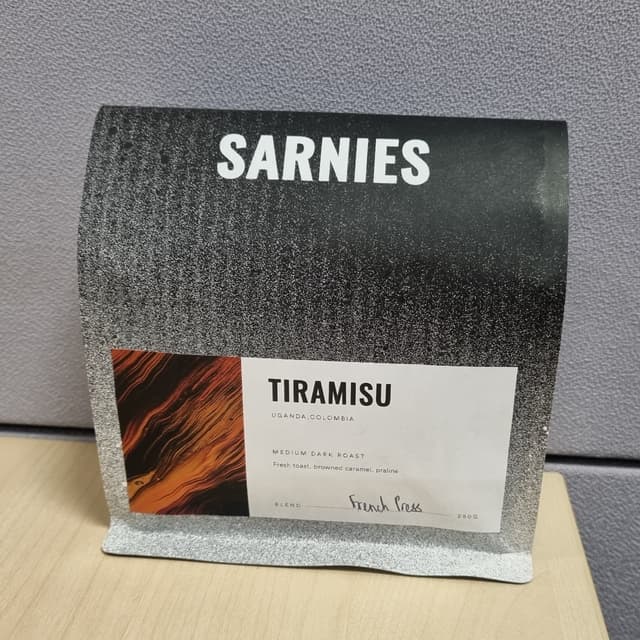 SARNIES
TIRAMISU
UGANDA,COLOMBIA
MEDIUM DARK ROAST
Fresh toast, browned caramel, praline
BLEND French Press 250G